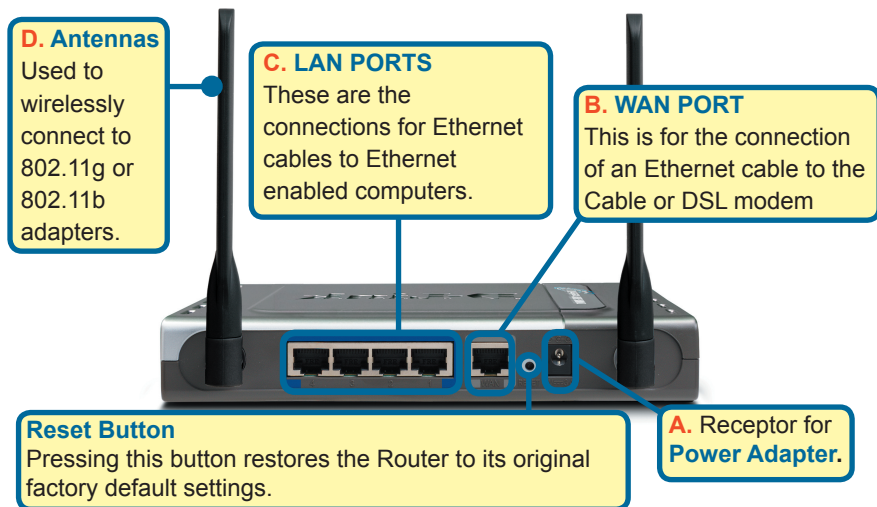 D. Antennas
Used to
wirelessly
connect to
802.11g or
802.11b
adapters.
C. LAN PORTS
These are the
connections for Ethernet
cables to Ethernet
enabled computers.
B. WAN PORT
This is for the connection
of an Ethernet cable to the
Cable or DSL modem
Reset Button
Pressing this button restores the Router to its original
factory default settings.
A. Receptor for
Power Adapter.